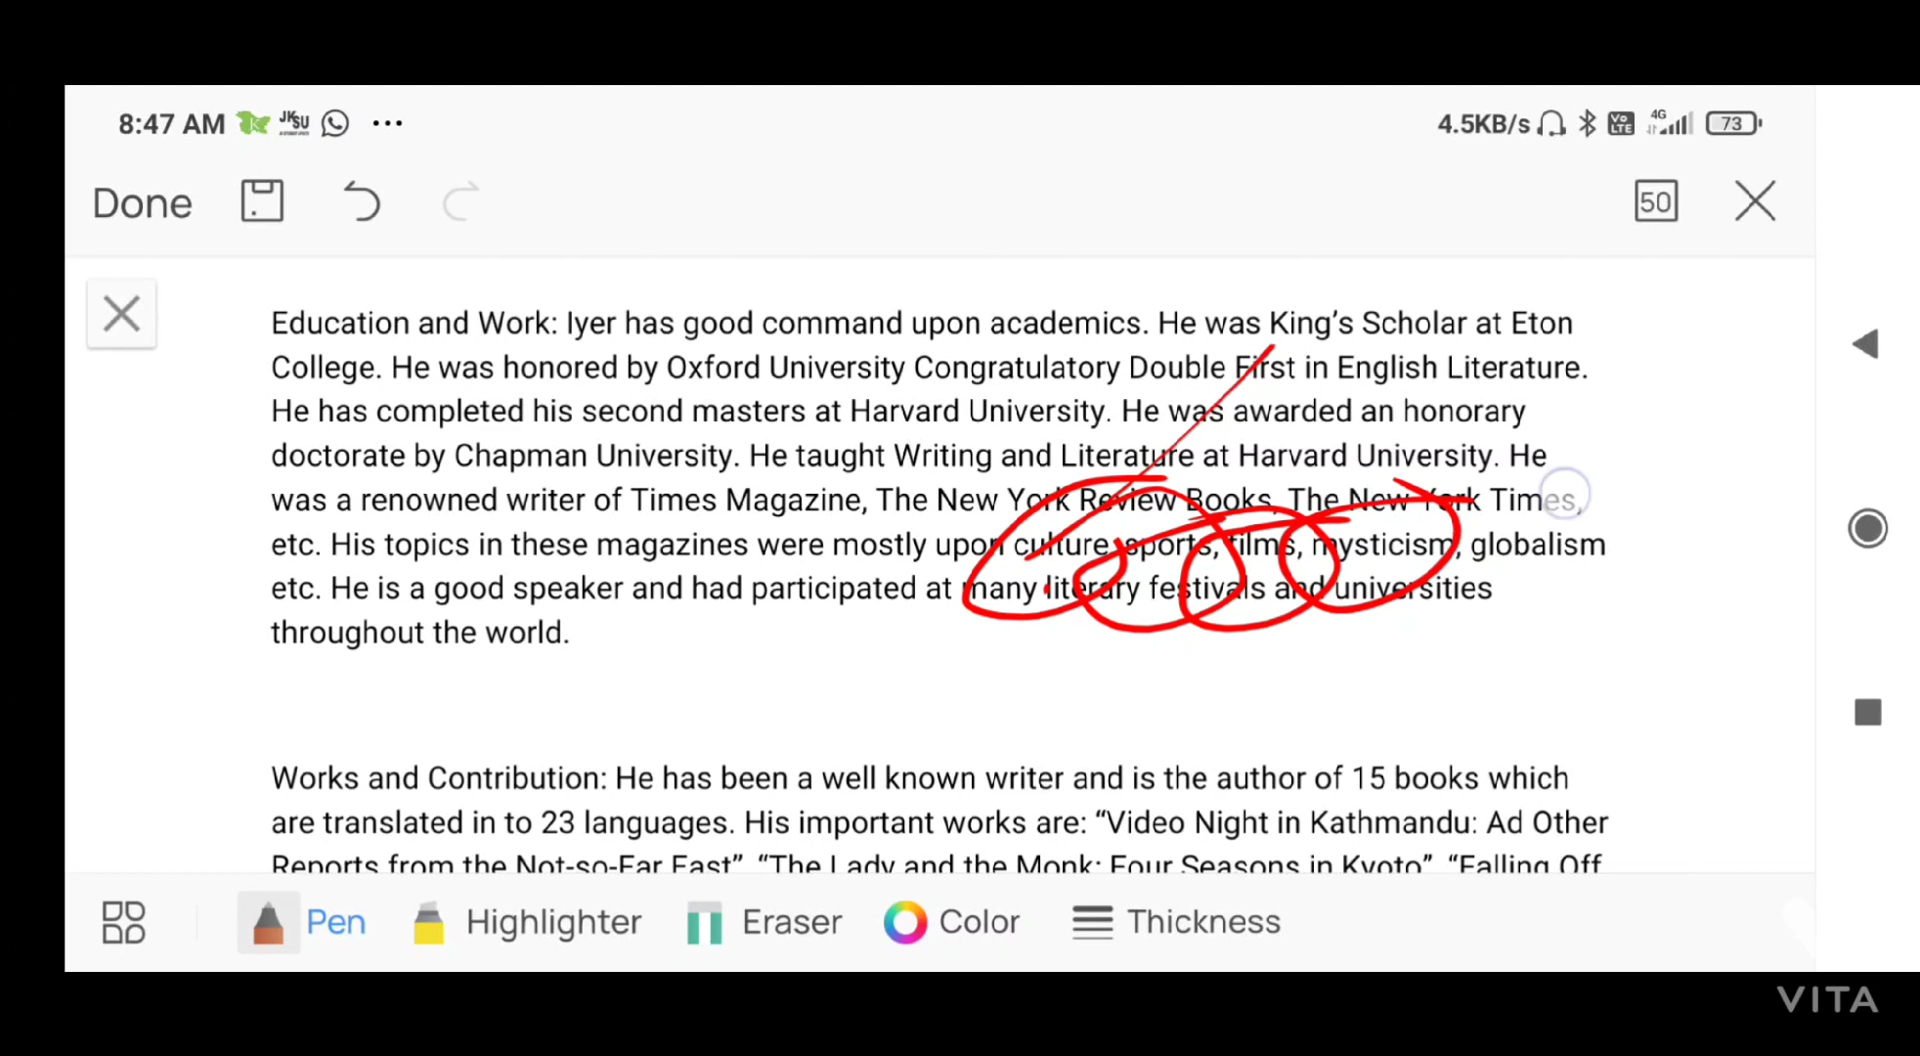 8:47 AM JKSU ... 4.5KB/s Vo LTE 4G 73
Done 50
Education and Work: Iyer has good command upon academics. He was King’s Scholar at Eton
College. He was honored by Oxford University Congratulatory Double First in English Literature.
He has completed his second masters at Harvard University. He was awarded an honorary
doctorate by Chapman University. He taught Writing and Literature at Harvard University. He
was a renowned writer of Times Magazine, The New York Review Books, The New York Times,
etc. His topics in these magazines were mostly upon culture, sports, films, mysticism, globalism
etc. He is a good speaker and had participated at many literary festivals and universities
throughout the world.
Works and Contribution: He has been a well known writer and is the author of 15 books which
are translated in to 23 languages. His important works are: “Video Night in Kathmandu: Ad Other
Reports from the Not-so-Far East”, “The Lady and the Monk: Four Seasons in Kyoto”, “Falling Off
Pen Highlighter Eraser Color Thickness
VITA